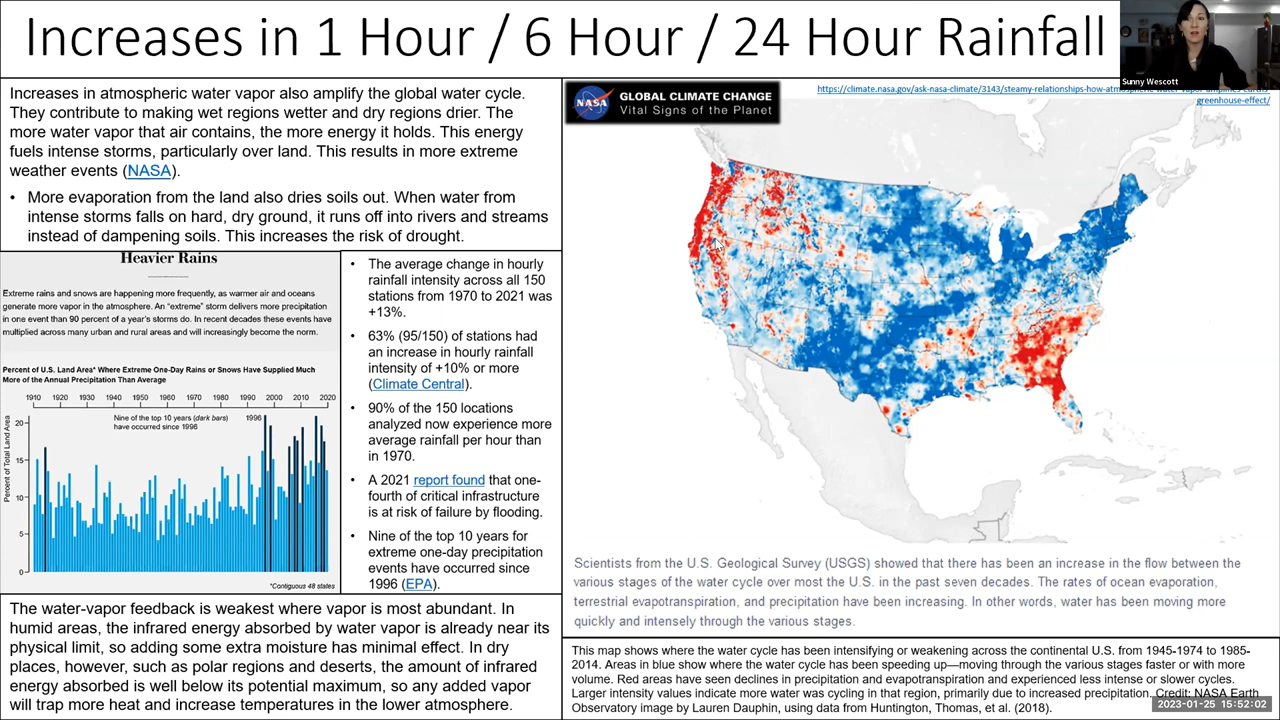 Increases in 1 Hour / 6 Hour / 24 Hour Rainfall
Sunny Wescott
Increases in atmospheric water vapor also amplify the global water cycle.
They contribute to making wet regions wetter and dry regions drier. The
more water vapor that air contains, the more energy it holds. This energy
fuels intense storms, particularly over land. This results in more extreme
weather events (NASA).
• More evaporation from the land also dries soils out. When water from
intense storms falls on hard, dry ground, it runs off into rivers and streams
instead of dampening soils. This increases the risk of drought.
Heavier Rains
Extreme rains and snows are happening more frequently, as warmer air and oceans
generate more vapor in the atmosphere. An “extreme” storm delivers more precipitation
in one event than 90 percent of a year’s storms do. In recent decades these events have
multiplied across many urban and rural areas and will increasingly become the norm.
Percent of U.S. Land Area* Where Extreme One-Day Rains or Snows Have Supplied Much
More of the Annual Precipitation Than Average
1910 1920 1930 1940 1950 1960 1970 1980 1990 2000 2010 2020
Nine of the top 10 years (dark bars)
have occurred since 1996
1996
Percent of Total Land Area
20
15
10
5
0
*Contiguous 48 states
• The average change in hourly
rainfall intensity across all 150
stations from 1970 to 2021 was
+13%.
• 63% (95/150) of stations had
an increase in hourly rainfall
intensity of +10% or more
(Climate Central).
• 90% of the 150 locations
analyzed now experience more
average rainfall per hour than
in 1970.
• A 2021 report found that one-
fourth of critical infrastructure
is at risk of failure by flooding.
• Nine of the top 10 years for
extreme one-day precipitation
events have occurred since
1996 (EPA).
The water-vapor feedback is weakest where vapor is most abundant. In
humid areas, the infrared energy absorbed by water vapor is already near its
physical limit, so adding some extra moisture has minimal effect. In dry
places, however, such as polar regions and deserts, the amount of infrared
energy absorbed is well below its potential maximum, so any added vapor
will trap more heat and increase temperatures in the lower atmosphere.
NASA
GLOBAL CLIMATE CHANGE
Vital Signs of the Planet
https://climate.nasa.gov/ask-nasa-climate/3143/steamy-relationships-how-atmospheric-water-vapor-amplifies-earths-
greenhouse-effect/
Scientists from the U.S. Geological Survey (USGS) showed that there has been an increase in the flow between the
various stages of the water cycle over most the U.S. in the past seven decades. The rates of ocean evaporation,
terrestrial evapotranspiration, and precipitation have been increasing. In other words, water has been moving more
quickly and intensely through the various stages.
This map shows where the water cycle has been intensifying or weakening across the continental U.S. from 1945-1974 to 1985-
2014. Areas in blue show where the water cycle has been speeding up—moving through the various stages faster or with more
volume. Red areas have seen declines in precipitation and evapotranspiration and experienced less intense or slower cycles.
Larger intensity values indicate more water was cycling in that region, primarily due to increased precipitation. Credit: NASA Earth
Observatory image by Lauren Dauphin, using data from Huntington, Thomas, et al. (2018).
2023-01-25 15:52:02